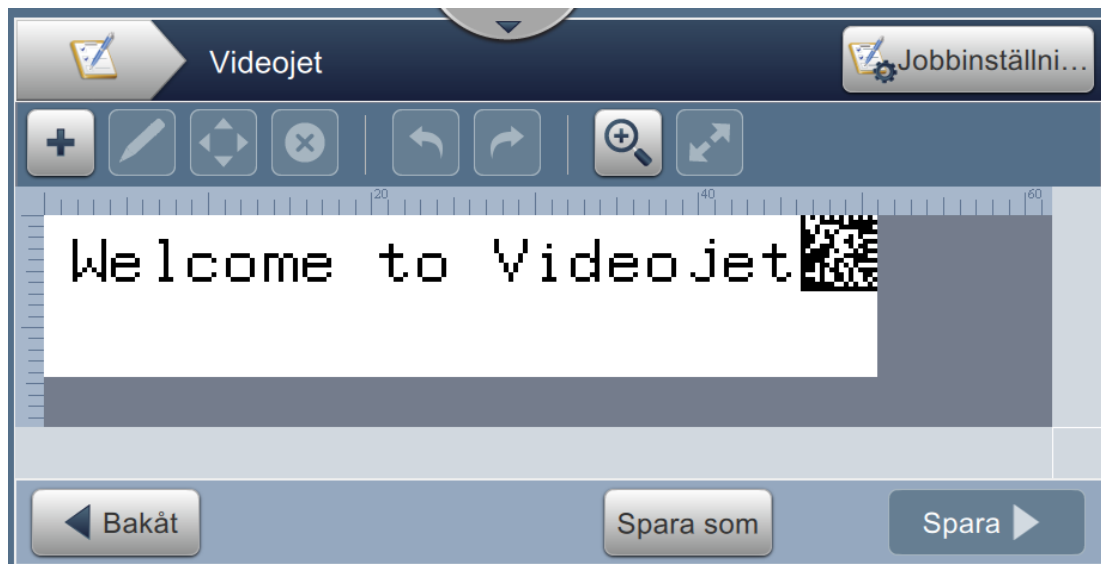 Videojet
Jobbinställni...
20 40 60
Welcome to Videojet
Bakåt
Spara som
Spara